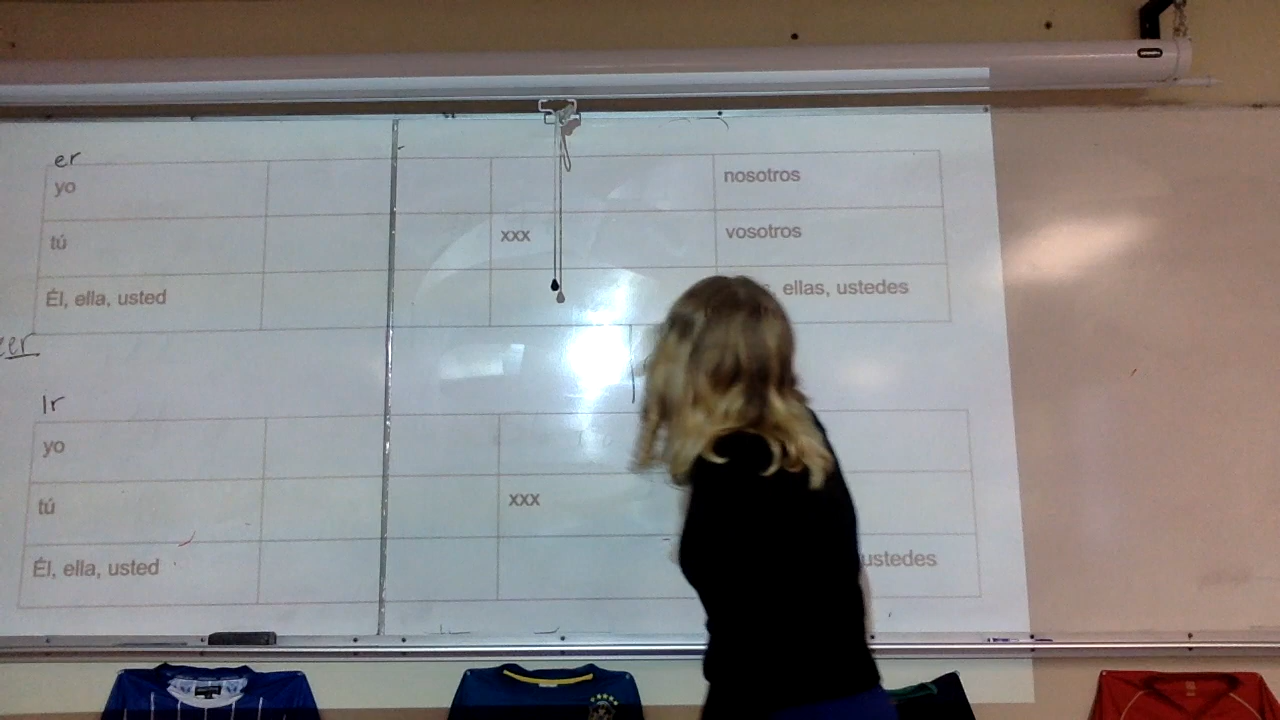 er
yo nosotros
tú xxx vosotros
Él, ella, usted ellas, ustedes
er
Ir
yo
tú xxx
Él, ella, usted ustedes